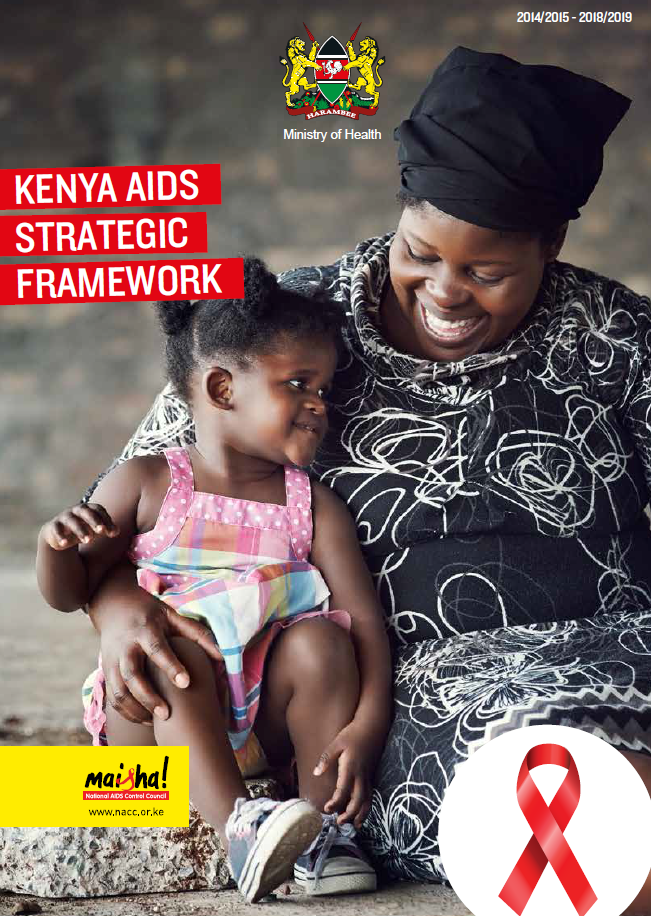 2014/2015 - 2018/2019
HARAMBEE
Ministry of Health
KENYA AIDS
STRATEGIC
FRAMEWORK
maisha!
National AIDS Control Council
www.nacc.or.ke